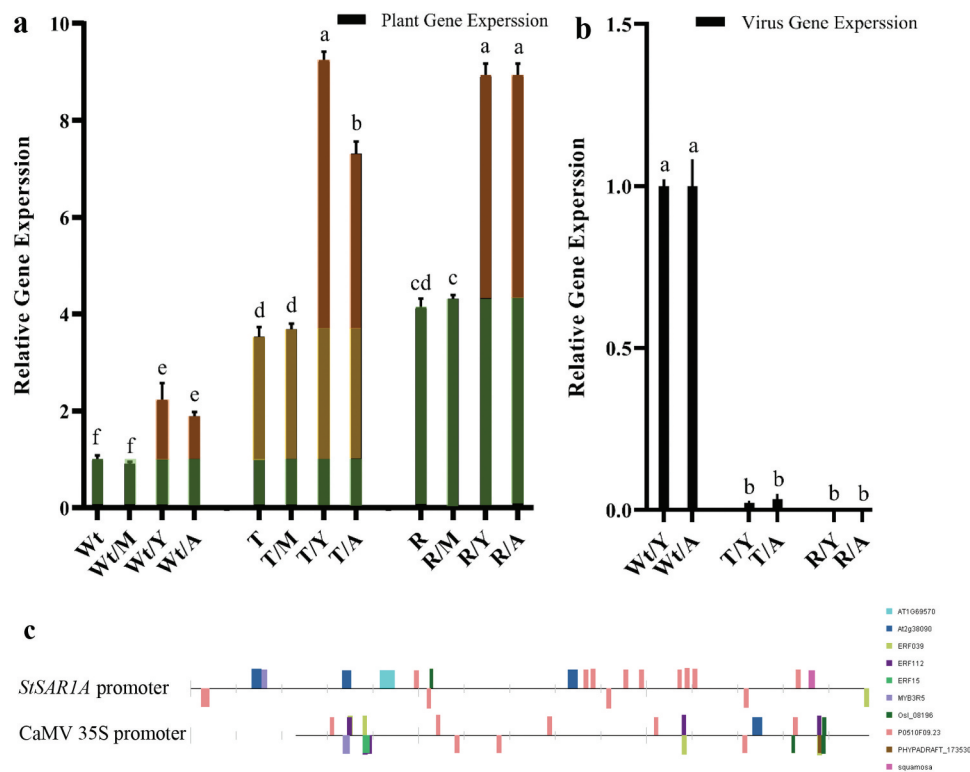 a
Plant Gene Experssion
Relative Gene Experssion
10
8
6
4
2
0
f
f
e
e
d
d
a
b
cd
c
a
a
Wt
Wt/M
Wt/Y
Wt/A
T
T/M
T/Y
T/A
R
R/M
R/Y
R/A
b
Virus Gene Experssion
Relative Gene Experssion
1.5
1.0
0.5
0.0
a
a
b
b
b
b
Wt/Y
Wt/A
T/Y
T/A
R/Y
R/A
c
StSAR1A promoter
CaMV 35S promoter
AT1G69570
At2g38090
ERF039
ERF112
ERF15
MYB3R5
OsI_08196
P0510F09.23
PHYPADRAFT_173530
squamosa